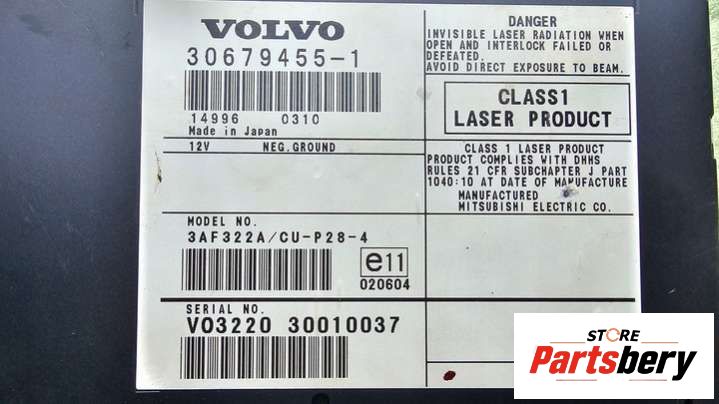 VOLVO
30679455-1
14996 0310
Made in Japan
12V NEG.GROUND
MODEL NO.
3AF322A/CU-P28-4
e11
020604
SERIAL NO.
VO3220 30010037
DANGER
INVISIBLE LASER RADIATION WHEN
OPEN AND INTERLOCK FAILED OR
DEFEATED.
AVOID DIRECT EXPOSURE TO BEAM.
CLASS1
LASER PRODUCT
CLASS 1 LASER PRODUCT
PRODUCT COMPLIES WITH DHHS
RULES 21 CFR SUBCHAPTER J PART
1040:10 AT DATE OF MANUFACTURE
MANUFACTURED
MITSUBISHI ELECTRIC CO.
STORE
Partsbery